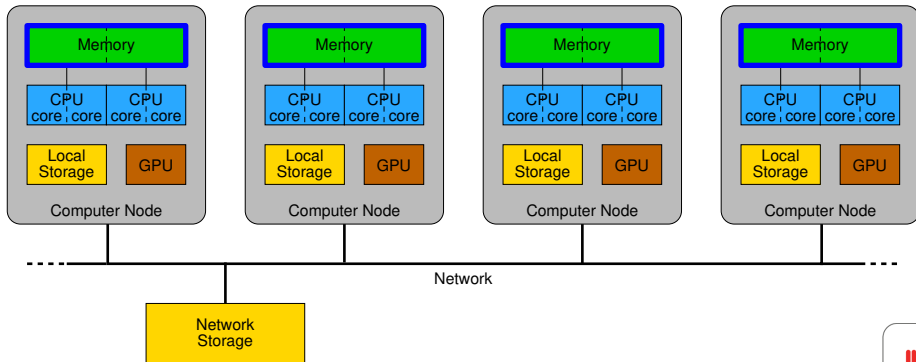 Memory Memory Memory Memory
CPU CPU CPU CPU CPU CPU CPU CPU
core core core core core core core core core core core core core core core core
Local Storage GPU Local Storage GPU Local Storage GPU Local Storage GPU
Computer Node Computer Node Computer Node Computer Node
Network
Network
Storage